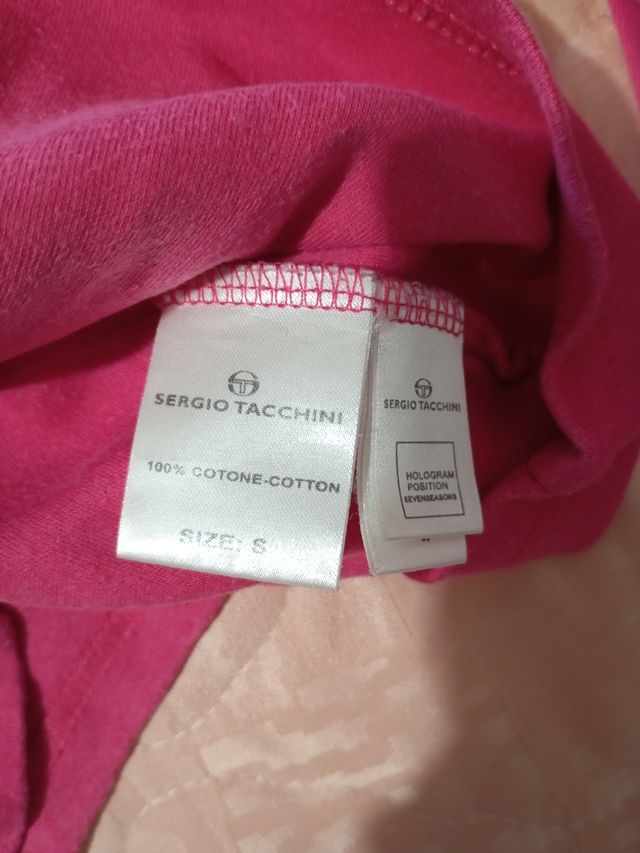 SERGIO TACCHINI
100% COTONE-COTTON
SIZE: S
SERGIO TACCHINI
HOLOGRAM
POSITION
SEVENSEASONS